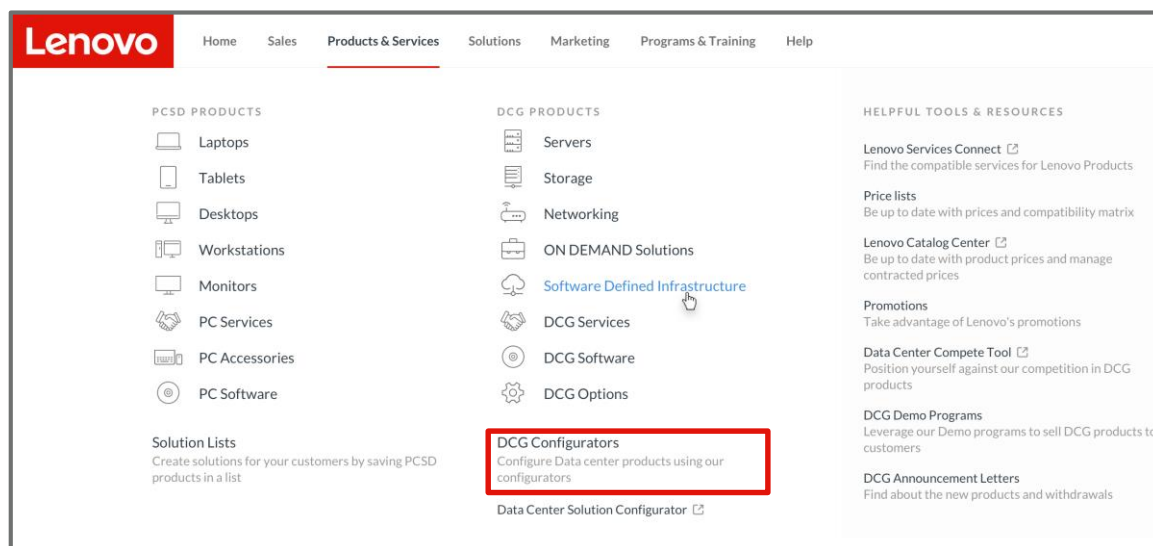 Lenovo
Home Sales Products & Services Solutions Marketing Programs & Training Help
PCSD PRODUCTS
Laptops
Tablets
Desktops
Workstations
Monitors
PC Services
PC Accessories
PC Software
Solution Lists
Create solutions for your customers by saving PCSD
products in a list
DCG PRODUCTS
Servers
Storage
Networking
ON DEMAND Solutions
Software Defined Infrastructure
DCG Services
DCG Software
DCG Options
DCG Configurators
Configure Data center products using our
configurators
Data Center Solution Configurator
HELPFUL TOOLS & RESOURCES
Lenovo Services Connect
Find the compatible services for Lenovo Products
Price lists
Be up to date with prices and compatibility matrix
Lenovo Catalog Center
Be up to date with product prices and manage
contracted prices
Promotions
Take advantage of Lenovo's promotions
Data Center Compete Tool
Position yourself against our competition in DCG
products
DCG Demo Programs
Leverage our Demo programs to sell DCG products to
customers
DCG Announcement Letters
Find about the new products and withdrawals